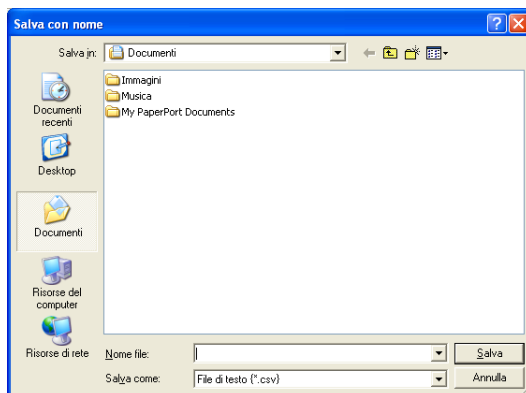 Salva con nome
Salva in: Documenti
Immagini
Musica
My PaperPort Documents
Documenti
recenti
Desktop
Documenti
Risorse del
computer
Risorse di rete
Nome file: Salva
Salva come: File di testo (*.csv) Annulla